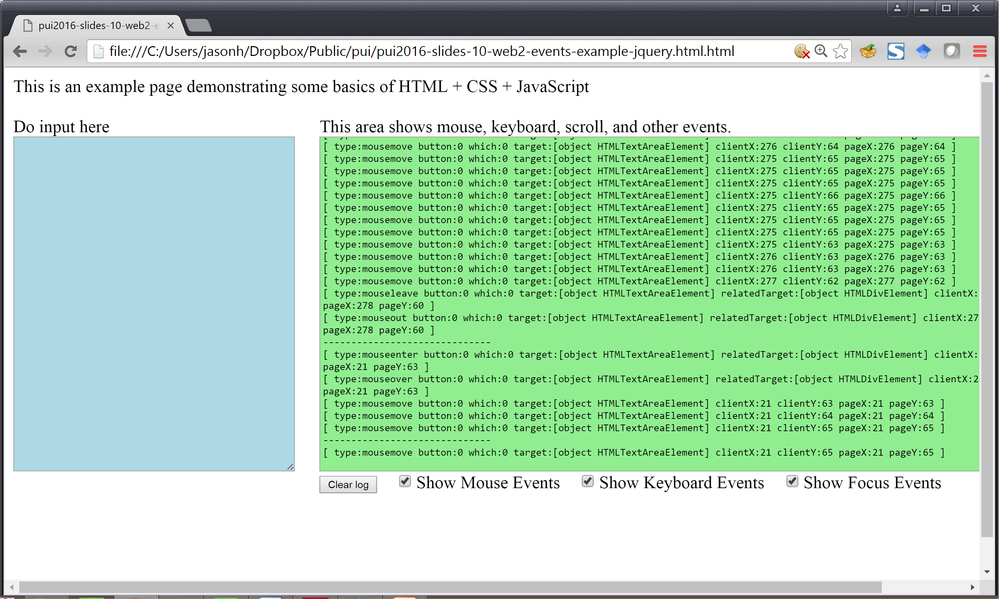 pui2016-slides-10-web2-e
file:///C:/Users/jasonh/Dropbox/Public/pui/pui2016-slides-10-web2-events-example-jquery.html.html
This is an example page demonstrating some basics of HTML + CSS + JavaScript
Do input here
This area shows mouse, keyboard, scroll, and other events.
[ type:mousemove button:0 which:0 target:[object HTMLTextAreaElement] clientX:276 clientY:64 pageX:276 pageY:64 ]
[ type:mousemove button:0 which:0 target:[object HTMLTextAreaElement] clientX:275 clientY:65 pageX:275 pageY:65 ]
[ type:mousemove button:0 which:0 target:[object HTMLTextAreaElement] clientX:275 clientY:65 pageX:275 pageY:65 ]
[ type:mousemove button:0 which:0 target:[object HTMLTextAreaElement] clientX:275 clientY:65 pageX:275 pageY:65 ]
[ type:mousemove button:0 which:0 target:[object HTMLTextAreaElement] clientX:275 clientY:66 pageX:275 pageY:66 ]
[ type:mousemove button:0 which:0 target:[object HTMLTextAreaElement] clientX:275 clientY:65 pageX:275 pageY:65 ]
[ type:mousemove button:0 which:0 target:[object HTMLTextAreaElement] clientX:275 clientY:65 pageX:275 pageY:65 ]
[ type:mousemove button:0 which:0 target:[object HTMLTextAreaElement] clientX:275 clientY:65 pageX:275 pageY:65 ]
[ type:mousemove button:0 which:0 target:[object HTMLTextAreaElement] clientX:275 clientY:63 pageX:275 pageY:63 ]
[ type:mousemove button:0 which:0 target:[object HTMLTextAreaElement] clientX:276 clientY:63 pageX:276 pageY:63 ]
[ type:mousemove button:0 which:0 target:[object HTMLTextAreaElement] clientX:276 clientY:63 pageX:276 pageY:63 ]
[ type:mousemove button:0 which:0 target:[object HTMLTextAreaElement] clientX:277 clientY:62 pageX:277 pageY:62 ]
[ type:mouseleave button:0 which:0 target:[object HTMLTextAreaElement] relatedTarget:[object HTMLDivElement] clientX:
pageX:278 pageY:60 ]
[ type:mouseout button:0 which:0 target:[object HTMLTextAreaElement] relatedTarget:[object HTMLDivElement] clientX:27
pageX:278 pageY:60 ]
------------------------------
[ type:mouseenter button:0 which:0 target:[object HTMLTextAreaElement] relatedTarget:[object HTMLDivElement] clientX:
pageX:21 pageY:63 ]
[ type:mouseover button:0 which:0 target:[object HTMLTextAreaElement] relatedTarget:[object HTMLDivElement] clientX:2
pageX:21 pageY:63 ]
[ type:mousemove button:0 which:0 target:[object HTMLTextAreaElement] clientX:21 clientY:63 pageX:21 pageY:63 ]
[ type:mousemove button:0 which:0 target:[object HTMLTextAreaElement] clientX:21 clientY:64 pageX:21 pageY:64 ]
[ type:mousemove button:0 which:0 target:[object HTMLTextAreaElement] clientX:21 clientY:65 pageX:21 pageY:65 ]
------------------------------
[ type:mousemove button:0 which:0 target:[object HTMLTextAreaElement] clientX:21 clientY:65 pageX:21 pageY:65 ]
Clear log
Show Mouse Events
Show Keyboard Events
Show Focus Events